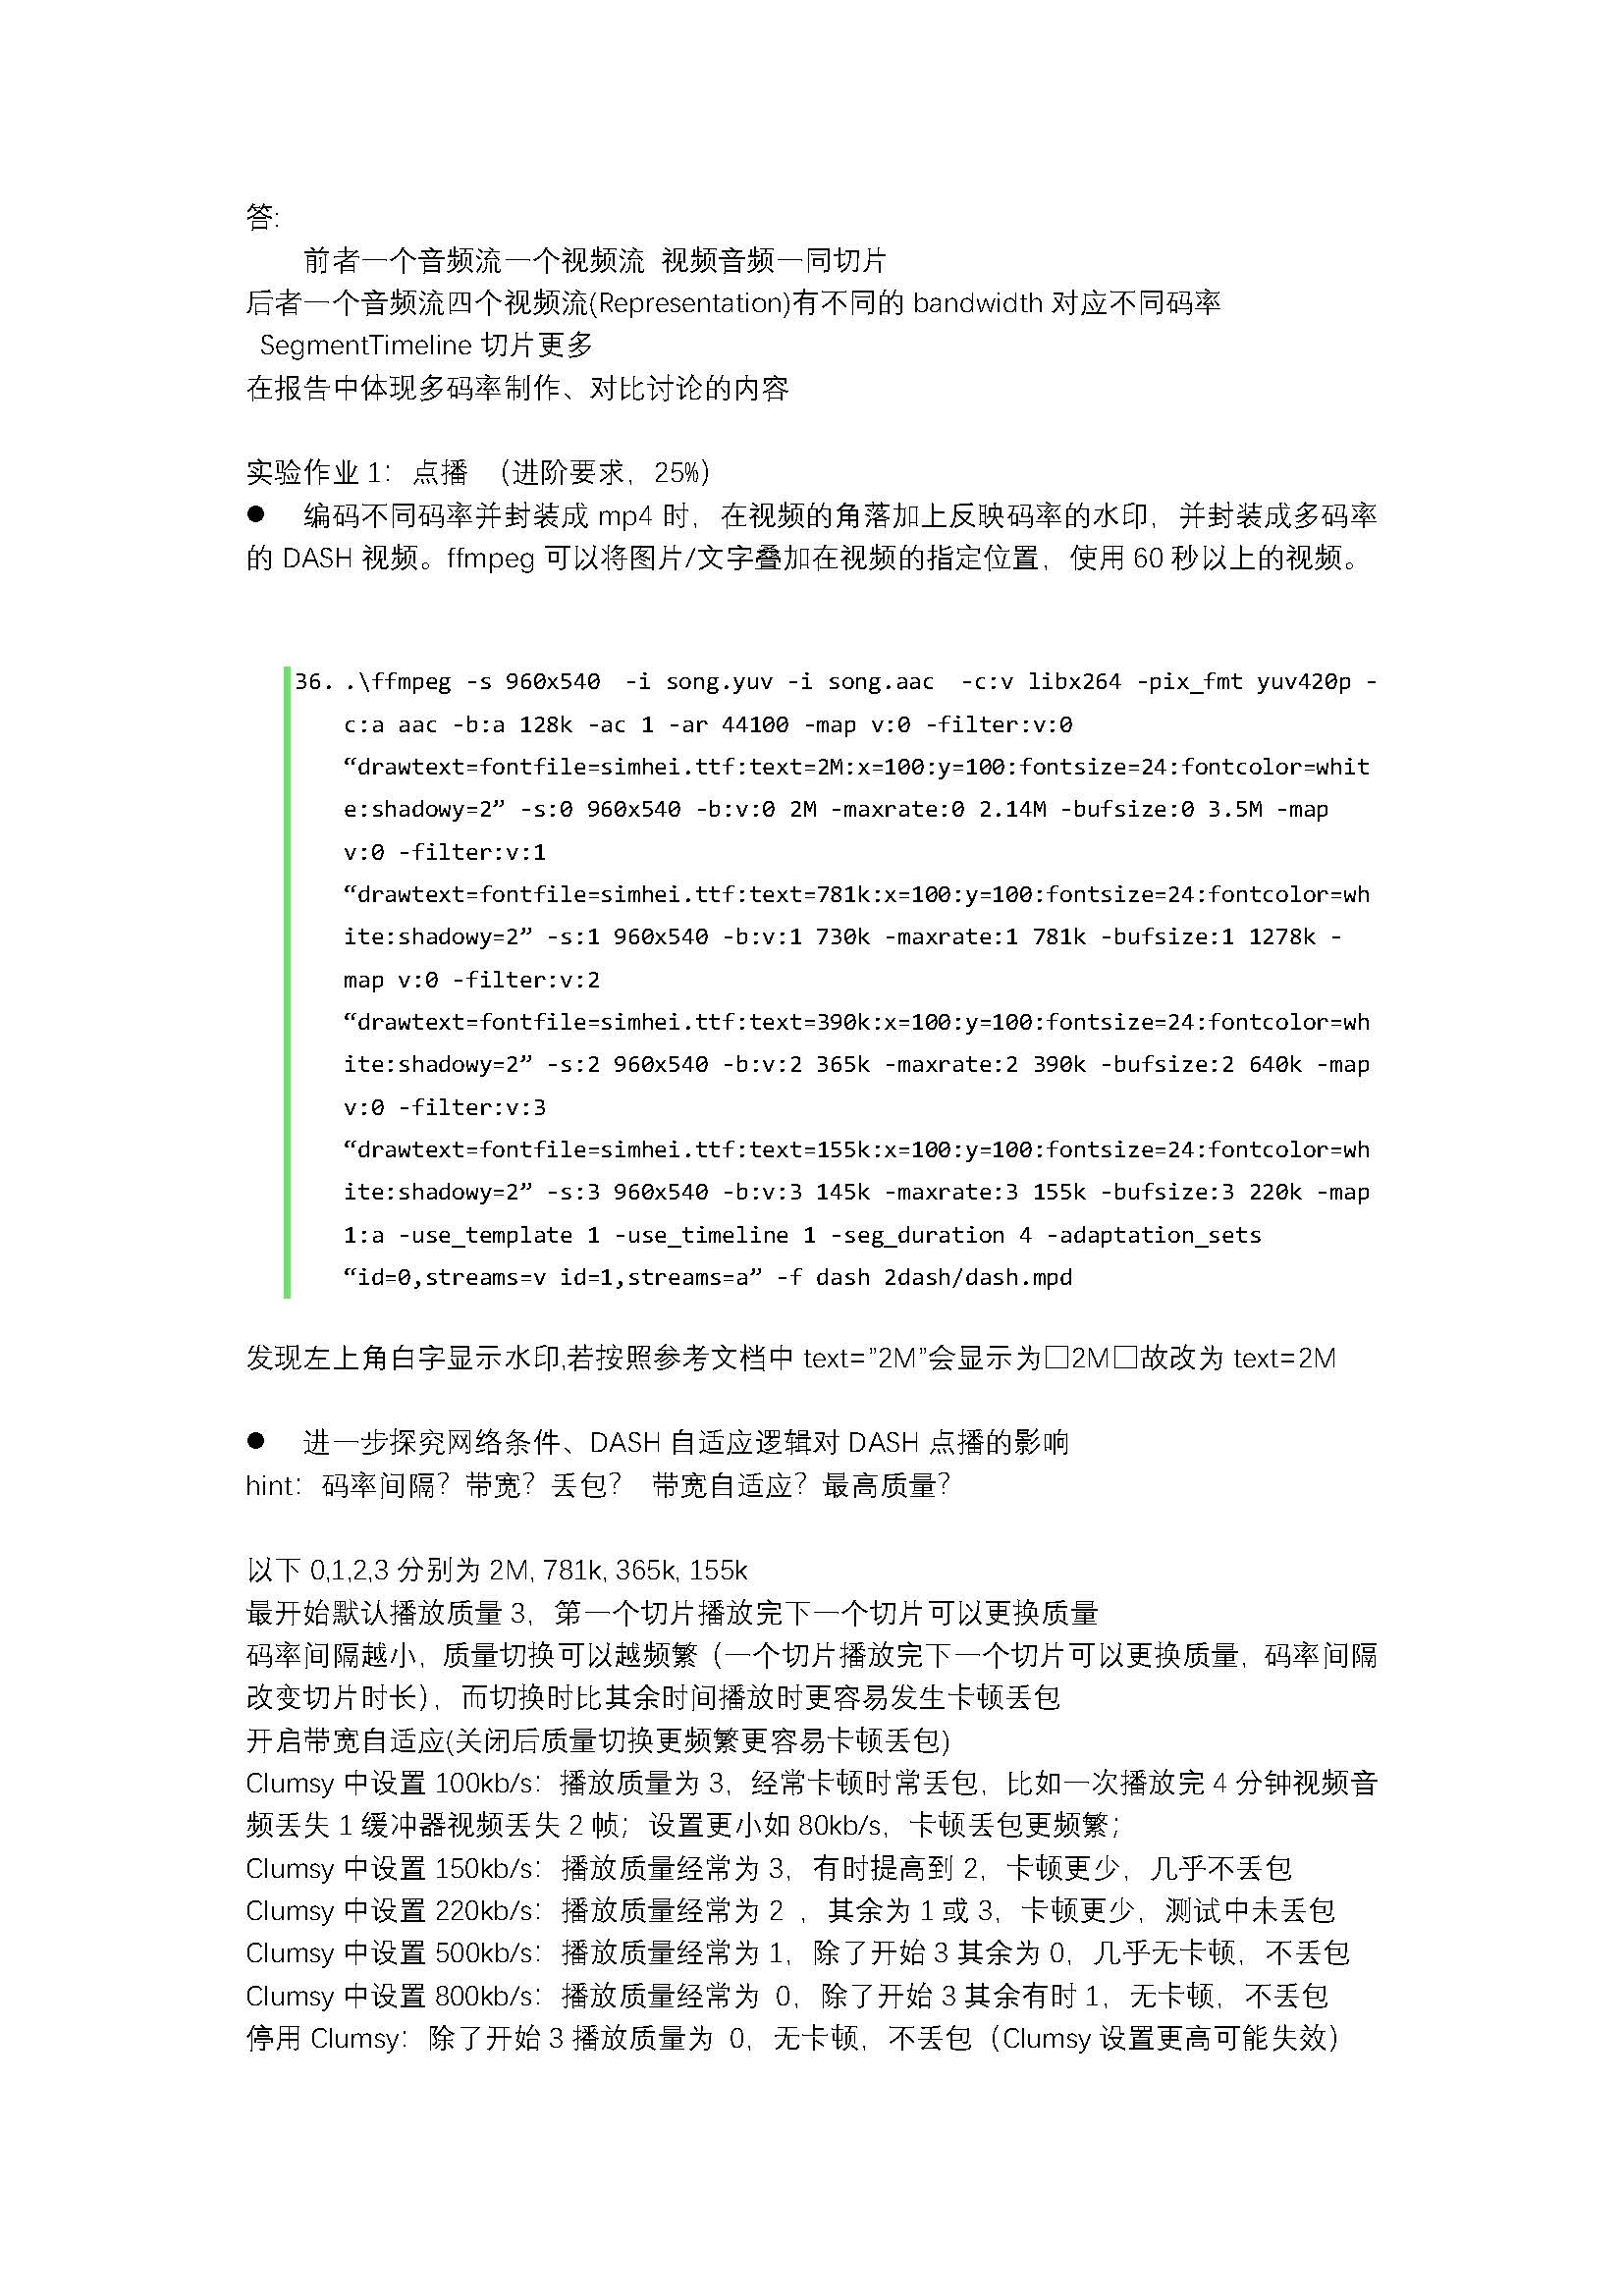 答:
前者一个音频流一个视频流 视频音频一同切片
后者一个音频流四个视频流(Representation)有不同的 bandwidth 对应不同码率
SegmentTimeline 切片更多
在报告中体现多码率制作、对比讨论的内容
实验作业 1：点播 （进阶要求，25%）
● 编码不同码率并封装成 mp4 时，在视频的角落加上反映码率的水印，并封装成多码率
的 DASH 视频。ffmpeg 可以将图片/文字叠加在视频的指定位置，使用 60 秒以上的视频。
36. .\ffmpeg -s 960x540 -i song.yuv -i song.aac -c:v libx264 -pix_fmt yuv420p -
c:a aac -b:a 128k -ac 1 -ar 44100 -map v:0 -filter:v:0
“drawtext=fontfile=simhei.ttf:text=2M:x=100:y=100:fontsize=24:fontcolor=whit
e:shadowy=2” -s:0 960x540 -b:v:0 2M -maxrate:0 2.14M -bufsize:0 3.5M -map
v:0 -filter:v:1
“drawtext=fontfile=simhei.ttf:text=781k:x=100:y=100:fontsize=24:fontcolor=wh
ite:shadowy=2” -s:1 960x540 -b:v:1 730k -maxrate:1 781k -bufsize:1 1278k -
map v:0 -filter:v:2
“drawtext=fontfile=simhei.ttf:text=390k:x=100:y=100:fontsize=24:fontcolor=wh
ite:shadowy=2” -s:2 960x540 -b:v:2 365k -maxrate:2 390k -bufsize:2 640k -map
v:0 -filter:v:3
“drawtext=fontfile=simhei.ttf:text=155k:x=100:y=100:fontsize=24:fontcolor=wh
ite:shadowy=2” -s:3 960x540 -b:v:3 145k -maxrate:3 155k -bufsize:3 220k -map
1:a -use_template 1 -use_timeline 1 -seg_duration 4 -adaptation_sets
“id=0,streams=v id=1,streams=a” -f dash 2dash/dash.mpd
发现左上角白字显示水印,若按照参考文档中 text=”2M”会显示为□2M□故改为 text=2M
● 进一步探究网络条件、DASH 自适应逻辑对 DASH 点播的影响
hint：码率间隔？带宽？丢包？ 带宽自适应？最高质量？
以下 0,1,2,3 分别为 2M, 781k, 365k, 155k
最开始默认播放质量 3，第一个切片播放完下一个切片可以更换质量
码率间隔越小，质量切换可以越频繁（一个切片播放完下一个切片可以更换质量，码率间隔
改变切片时长），而切换时比其余时间播放时更容易发生卡顿丢包
开启带宽自适应(关闭后质量切换更频繁更容易卡顿丢包)
Clumsy 中设置 100kb/s：播放质量为 3，经常卡顿时常丢包，比如一次播放完 4 分钟视频音
频丢失 1 缓冲器视频丢失 2 帧；设置更小如 80kb/s，卡顿丢包更频繁；
Clumsy 中设置 150kb/s：播放质量经常为 3，有时提高到 2，卡顿更少，几乎不丢包
Clumsy 中设置 220kb/s：播放质量经常为 2 ，其余为 1 或 3，卡顿更少，测试中未丢包
Clumsy 中设置 500kb/s：播放质量经常为 1，除了开始 3 其余为 0，几乎无卡顿，不丢包
Clumsy 中设置 800kb/s：播放质量经常为 0，除了开始 3 其余有时 1，无卡顿，不丢包
停用 Clumsy：除了开始 3 播放质量为 0，无卡顿，不丢包（Clumsy 设置更高可能失效）